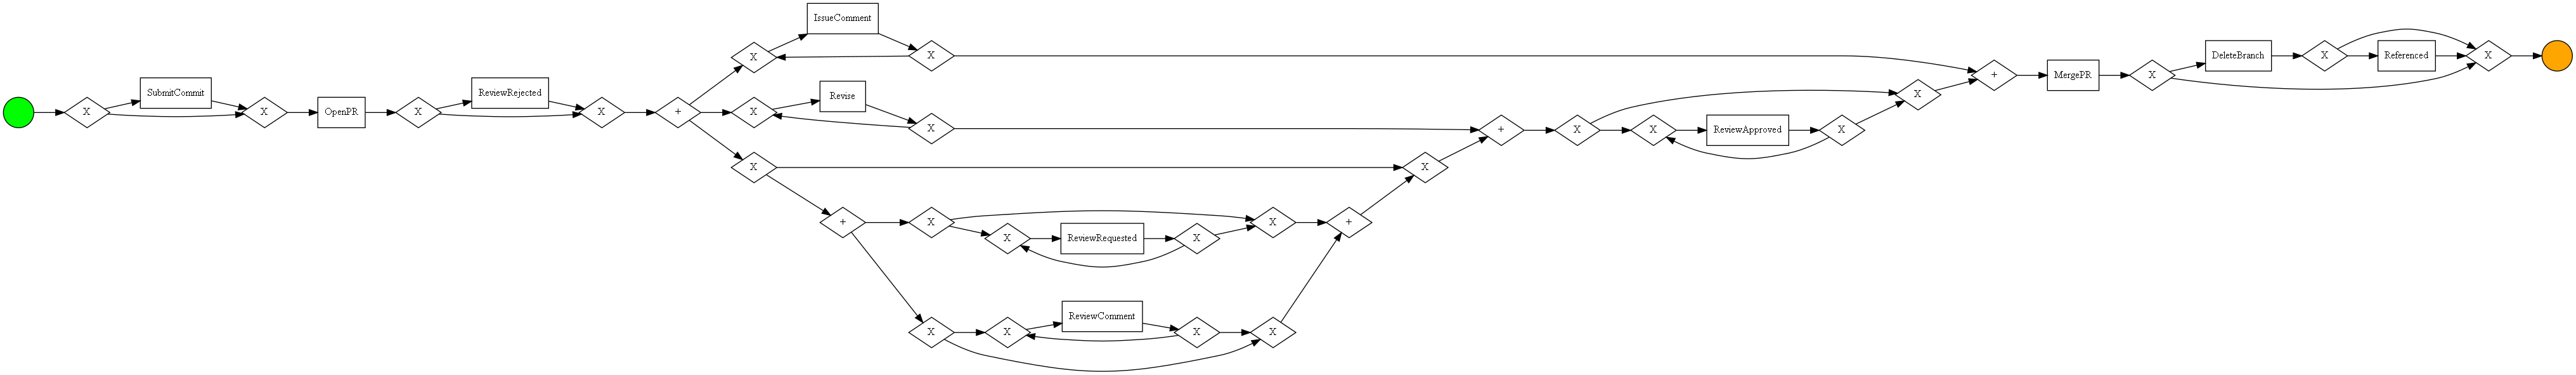 IssueComment
X
X
X
DeleteBranch
X
Referenced
X
+
MergePR
X
SubmitCommit
ReviewRejected
Revise
X
X
X
OpenPR
X
X
+
X
X
+
X
X
ReviewApproved
X
X
X
+
X
ReviewRequested
X
X
+
X
X
ReviewComment
X
X